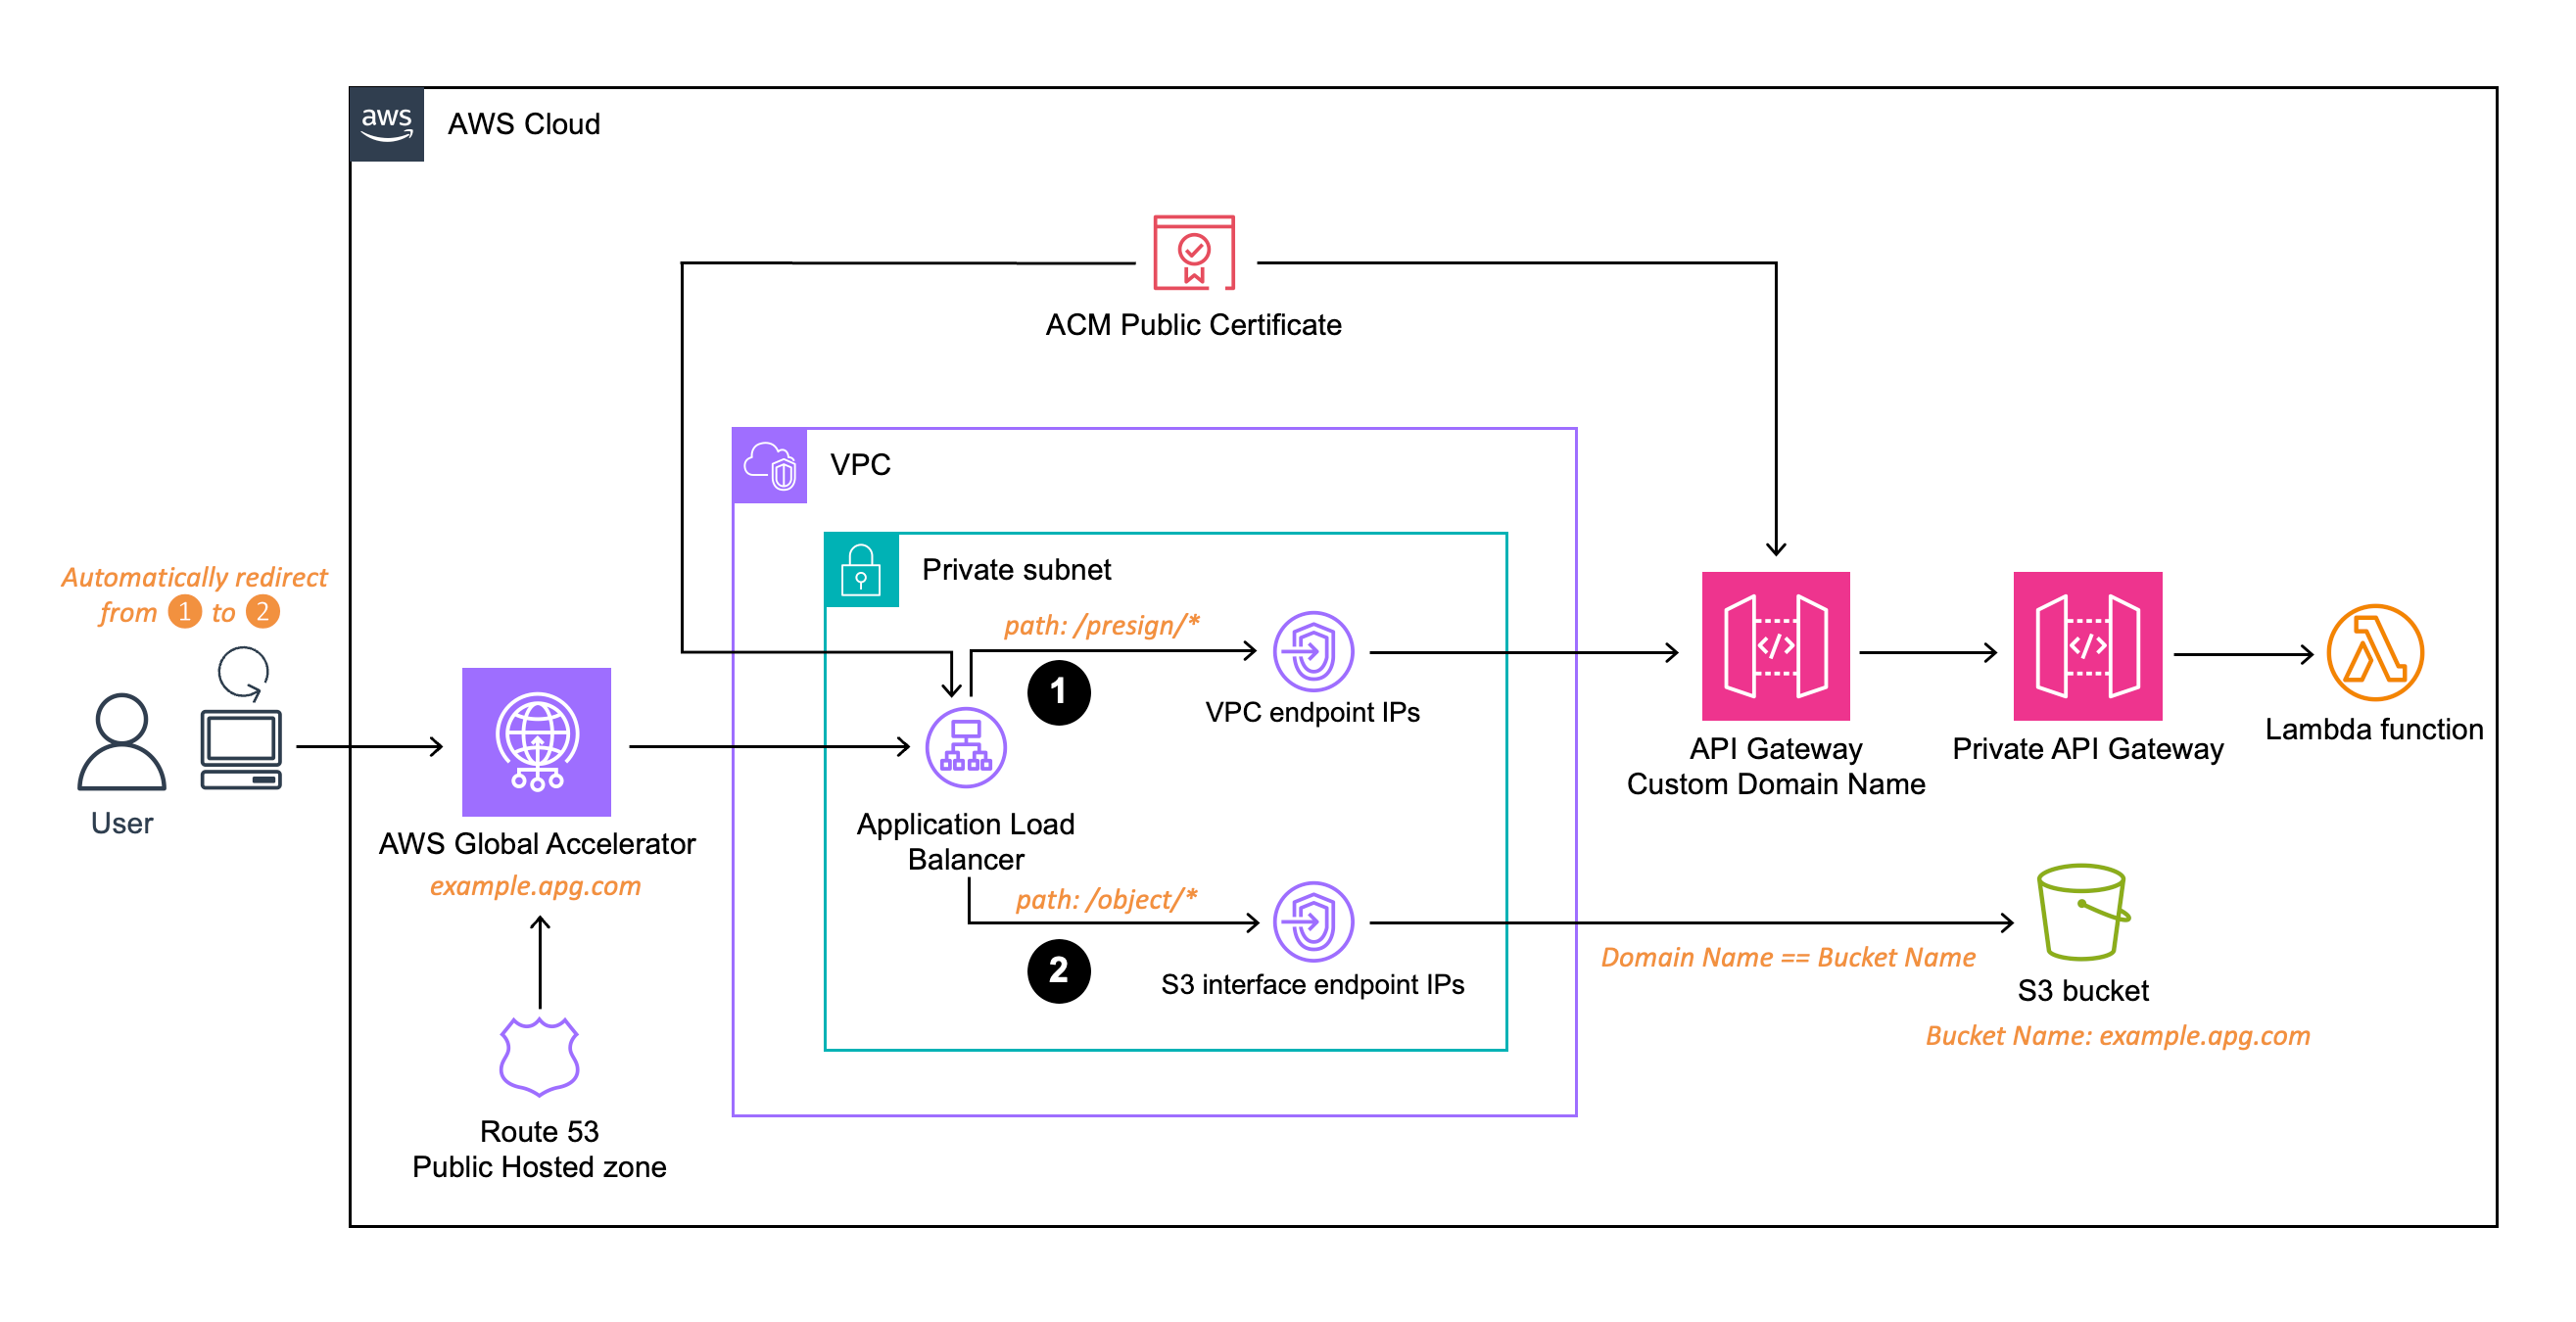 aws
AWS Cloud
ACM Public Certificate
VPC
Private subnet
Automatically redirect
from 1 to 2
path: /presign/*
1
VPC endpoint IPs
User
AWS Global Accelerator
example.apg.com
Application Load
Balancer
path: /object/*
2
S3 interface endpoint IPs
API Gateway
Custom Domain Name
Private API Gateway
Lambda function
Domain Name == Bucket Name
S3 bucket
Bucket Name: example.apg.com
Route 53
Public Hosted zone